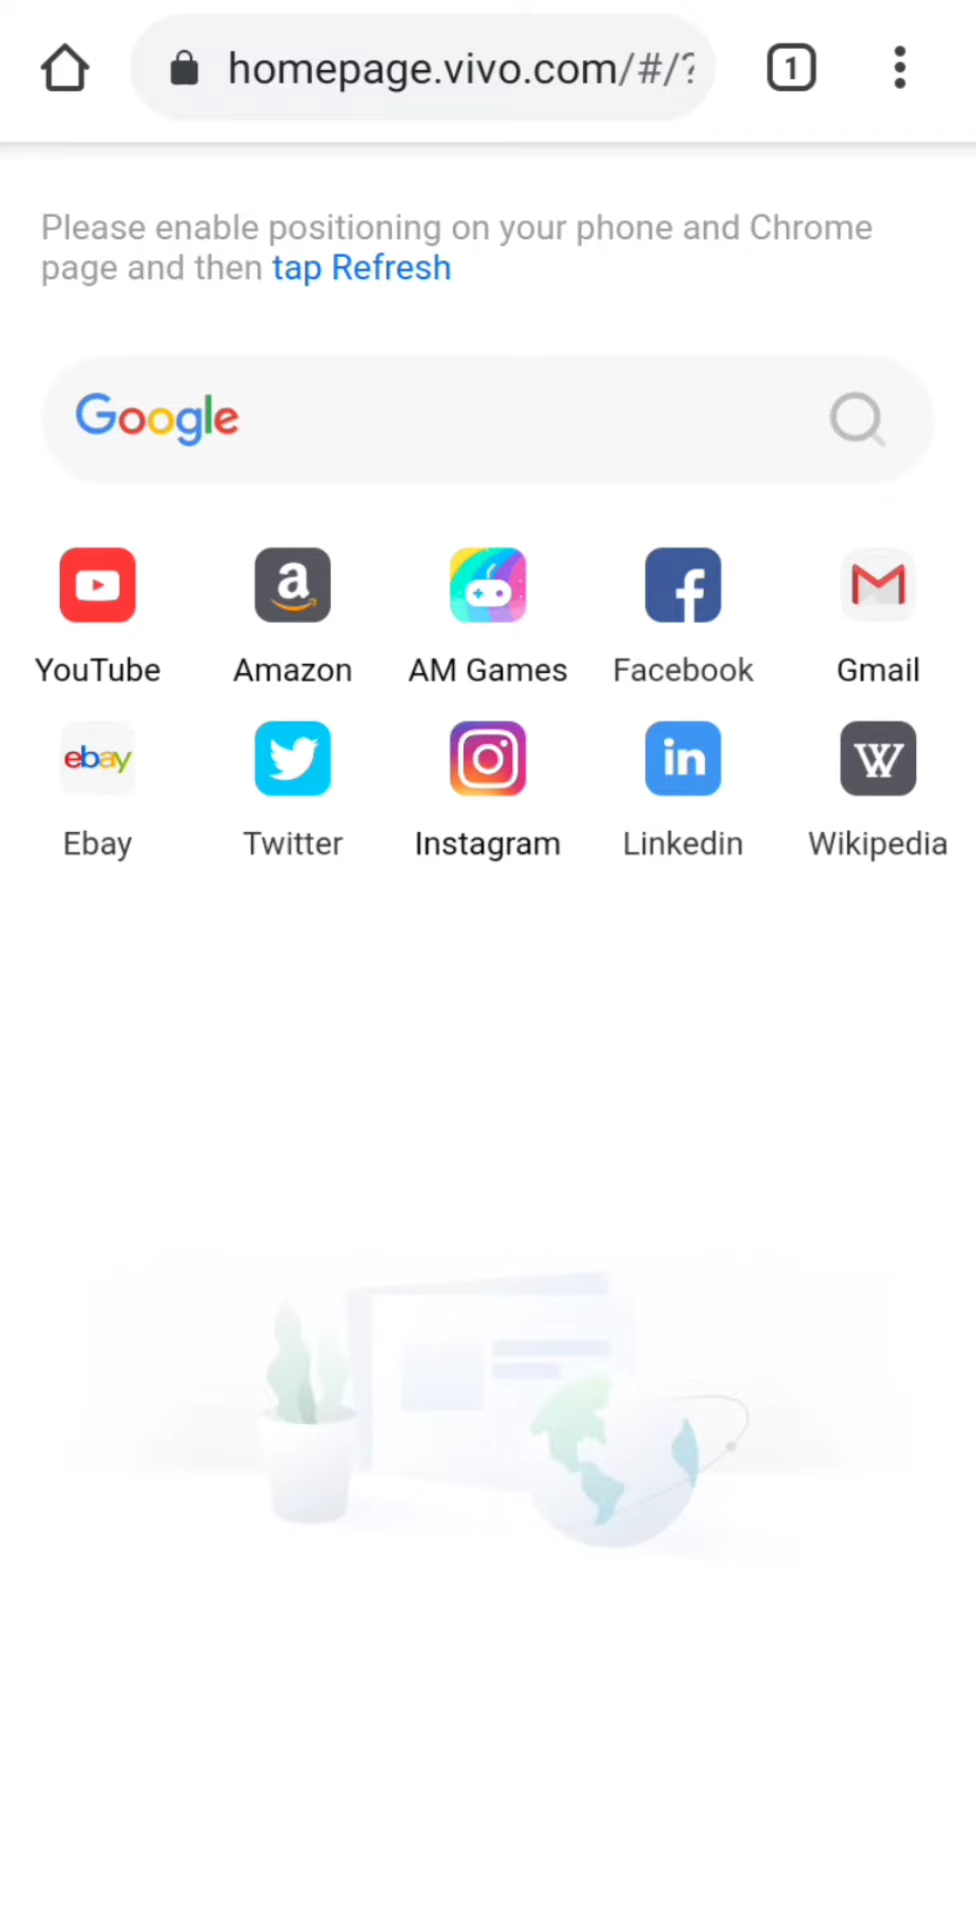 homepage.vivo.com/#/?
1
Please enable positioning on your phone and Chrome
page and then tap Refresh
Google
YouTube
Amazon
AM Games
Facebook
Gmail
ebay
in
W
Ebay
Twitter
Instagram
Linkedin
Wikipedia